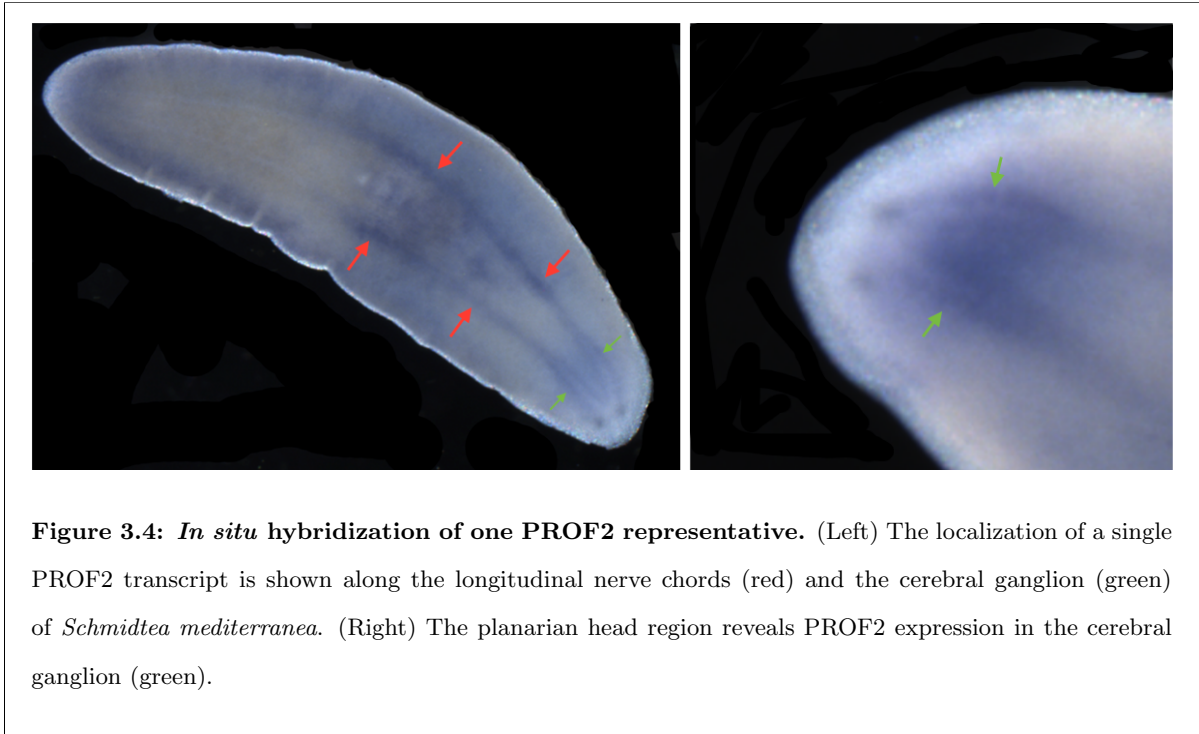 Figure 3.4: In situ hybridization of one PROF2 representative. (Left) The localization of a single
PROF2 transcript is shown along the longitudinal nerve chords (red) and the cerebral ganglion (green)
of Schmidtea mediterranea. (Right) The planarian head region reveals PROF2 expression in the cerebral
ganglion (green).